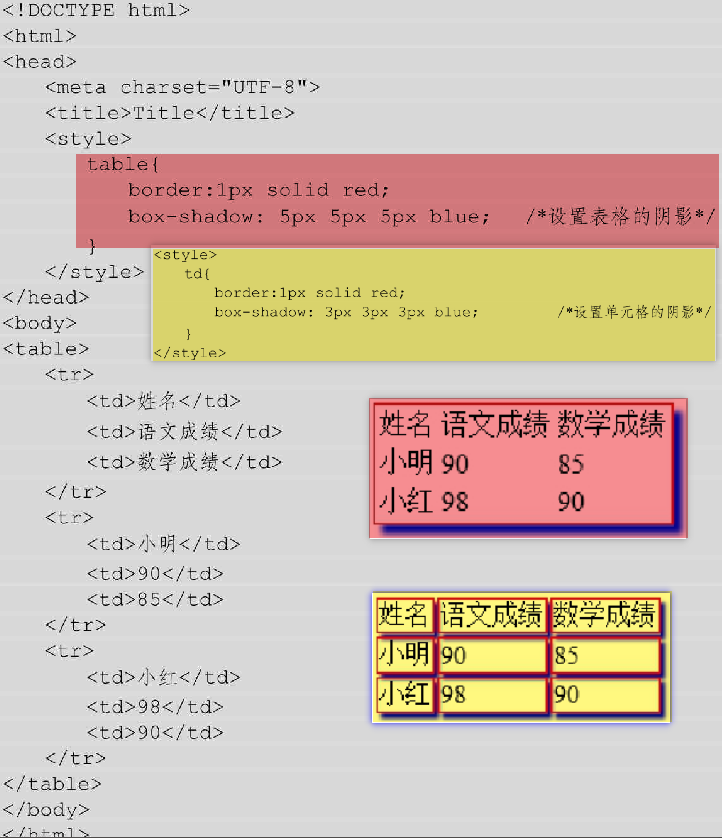 <!DOCTYPE html>
<html>
<head>
<meta charset="UTF-8">
<title>Title</title>
<style>
table{
border:1px solid red;
box-shadow: 5px 5px 5px blue; /*设置表格的阴影*/
}
</style>
<style>
td{
border:1px solid red;
box-shadow: 3px 3px 3px blue; /*设置单元格的阴影*/
}
</style>
</head>
<body>
<table>
<tr>
<td>姓名</td>
<td>语文成绩</td>
<td>数学成绩</td>
</tr>
<tr>
<td>小明</td>
<td>90</td>
<td>85</td>
</tr>
<tr>
<td>小红</td>
<td>98</td>
<td>90</td>
</tr>
</table>
</body>
</html>
姓名 语文成绩 数学成绩
小明 90 85
小红 98 90
姓名 语文成绩 数学成绩
小明 90 85
小红 98 90